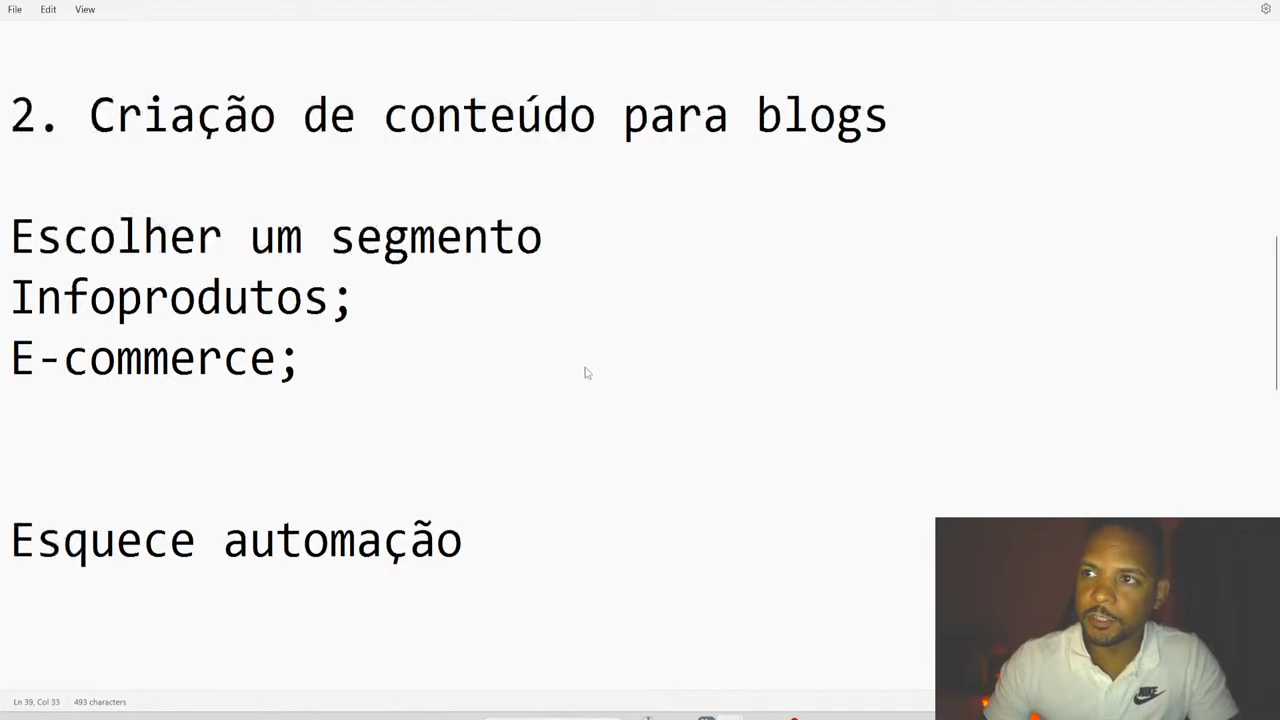 File Edit View
2. Criação de conteúdo para blogs
Escolher um segmento
Infoprodutos;
E-commerce;
Esquece automação
NIKE
Ln 39, Col 33 493 characters